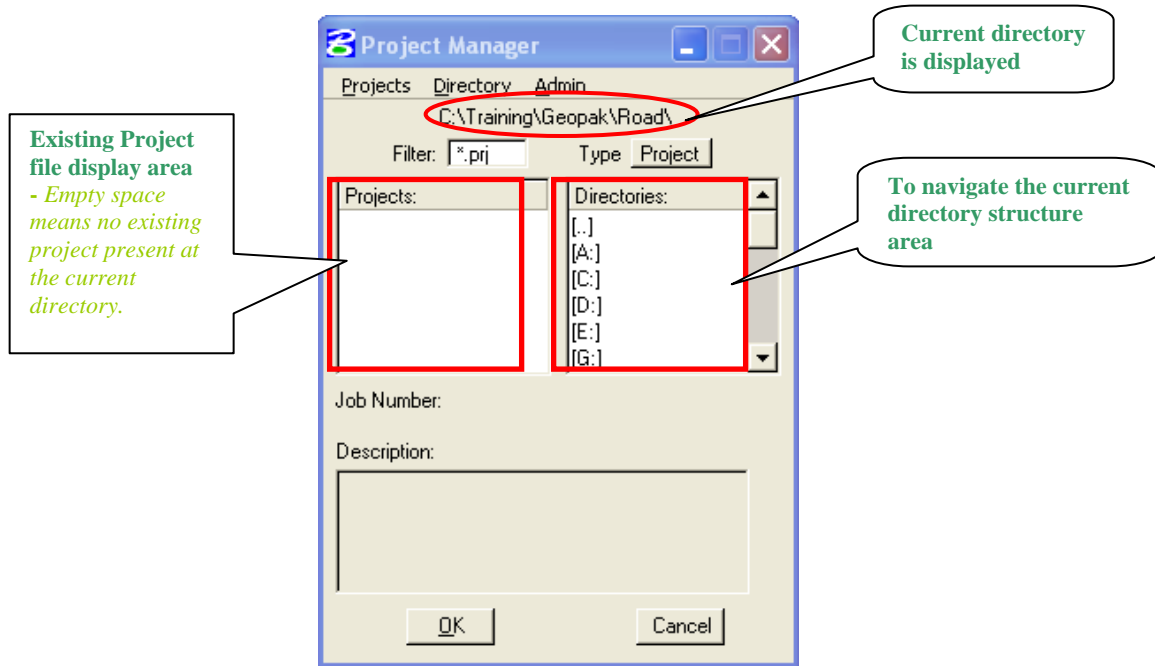 Project Manager
Projects Directory Admin
C:\Training\Geopak\Road\
Filter: *.prj Type Project
Projects:
Directories:
[..]
[A:]
[C:]
[D:]
[E:]
[G:]
Job Number:
Description:
OK Cancel
Current directory
is displayed
Existing Project
file display area
- Empty space
means no existing
project present at
the current
directory.
To navigate the current
directory structure
area